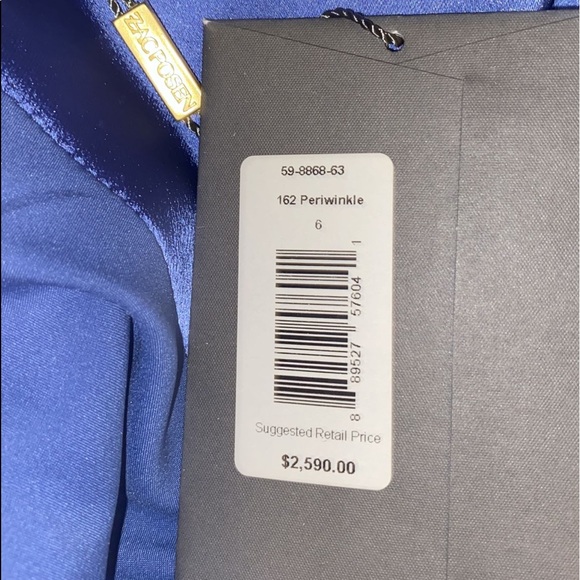 ZAC POSEN
59-8868-63
162 Periwinkle
6
8 89527 57604 1
Suggested Retail Price
$2,590.00